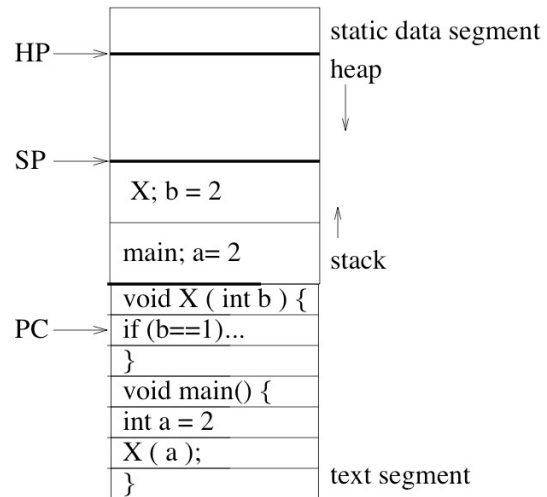 static data segment
HP
heap
SP
X; b = 2
main; a= 2
stack
void X ( int b ) {
PC
if (b==1)...
}
void main() {
int a = 2
X ( a );
}
text segment